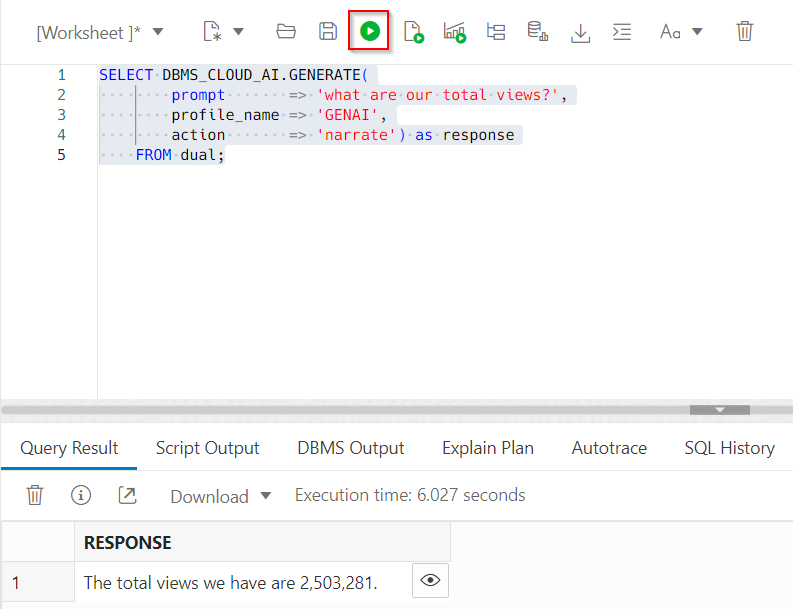 [Worksheet ]*
Aa
1 SELECT DBMS_CLOUD_AI.GENERATE(
2 prompt => 'what are our total views?',
3 profile_name => 'GENAI',
4 action => 'narrate') as response
5 FROM dual;
Query Result Script Output DBMS Output Explain Plan Autotrace SQL History
Download Execution time: 6.027 seconds
RESPONSE
1 The total views we have are 2,503,281.